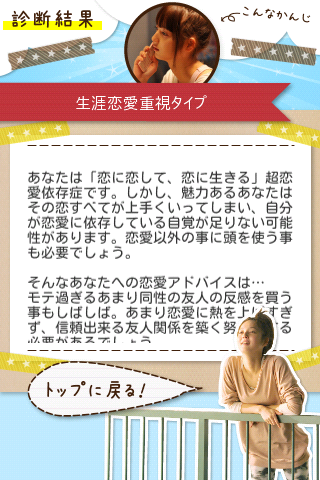 診断結果
こんなかんじ
生涯恋愛重視タイプ
あなたは「恋に恋して、恋に生きる」超恋
愛依存症です。しかし、魅力あるあなたは
その恋すべてが上手くいってしまい、自分
が恋愛に依存している自覚が足りない可能
性があります。恋愛以外の事に頭を使う事
も必要でしょう。
そんなあなたへの恋愛アドバイスは…
モテ過ぎるあまり同性の友人の反感を買う
事もしばしば。あまり恋愛に熱を上げすぎ
ず、信頼出来る友人関係を築く努 る
必要があるでしょう
トップに戻る!